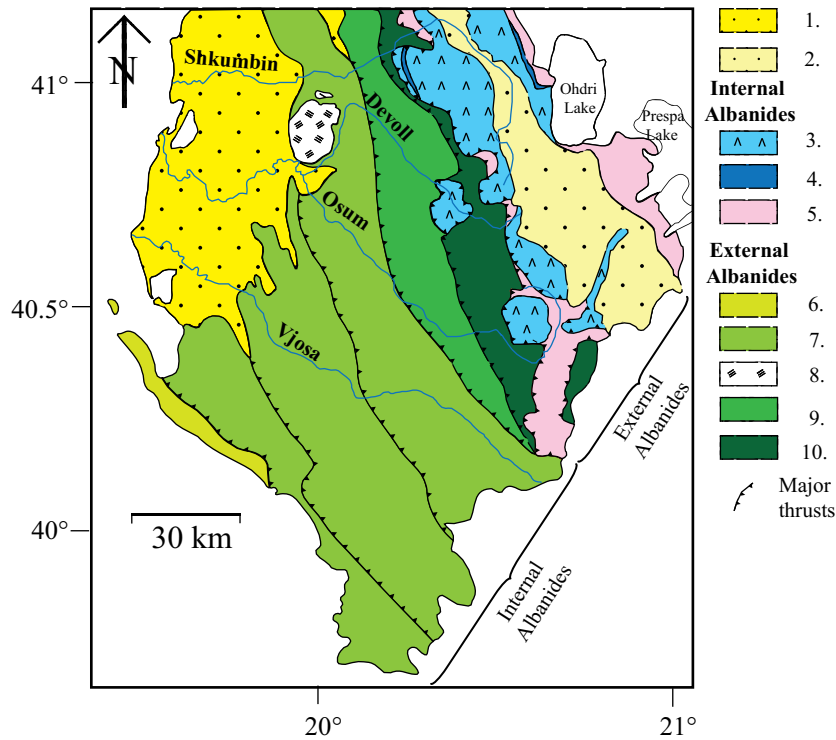 41°
40.5°
40°
20°
21°
N
30 km
Shkumbin
Devoll
Osum
Vjosa
Ohdri
Lake
Prespa
Lake
External
Albanides
Internal
Albanides
1.
2.
Internal
Albanides
3.
4.
5.
External
Albanides
6.
7.
8.
9.
10.
Major
thrusts